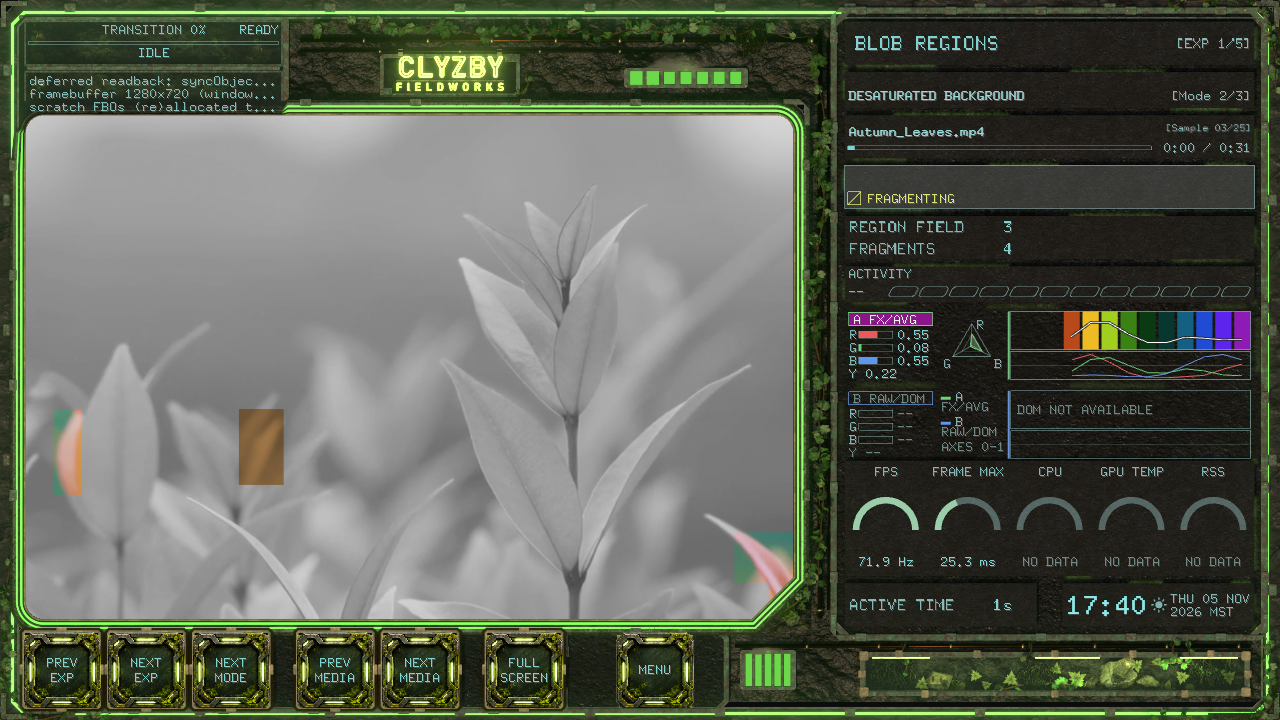 TRANSITION 0% READY
IDLE
deferred readback: syncObjec...
framebuffer 1280x720 (window...
scratch FBOs (re)allocated t...
CLYZBY
FIELDWORKS
BLOB REGIONS [EXP 1/5]
DESATURATED BACKGROUND [Mode 2/3]
Autumn_Leaves.mp4 [Sample 03/25]
0:00 / 0:31
FRAGMENTING
REGION FIELD 3
FRAGMENTS 4
ACTIVITY
--
A FX/AVG
R 0.55
G 0.08
B 0.55
Y 0.22
R
G B
B RAW/DOM
R --
G --
B --
Y --
A
FX/AVG
B
RAW/DOM
AXES 0-1
DOM NOT AVAILABLE
FPS FRAME MAX CPU GPU TEMP RSS
71.9 Hz 25.3 ms NO DATA NO DATA NO DATA
ACTIVE TIME 1s
17:40 THU 05 NOV
2026 MST
PREV
EXP
NEXT
EXP
NEXT
MODE
PREV
MEDIA
NEXT
MEDIA
FULL
SCREEN
MENU